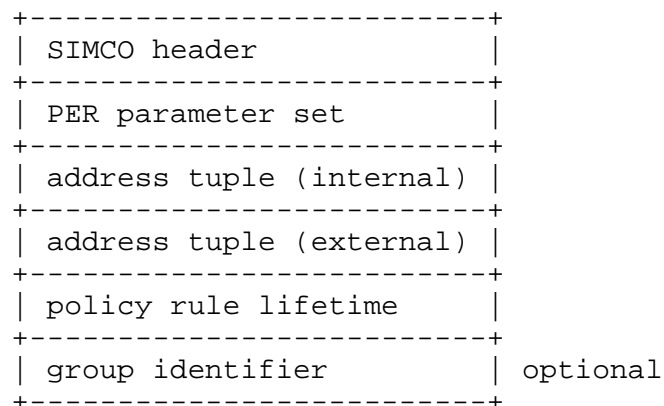 +--------------------------+
| SIMCO header             |
+--------------------------+
| PER parameter set        |
+--------------------------+
| address tuple (internal) |
+--------------------------+
| address tuple (external) |
+--------------------------+
| policy rule lifetime     |
+--------------------------+
| group identifier         | optional
+--------------------------+